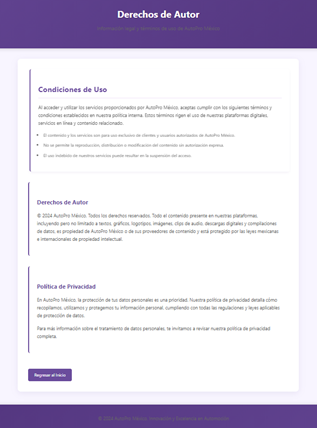 Derechos de Autor
Información legal y términos de uso de AutoPro México
Condiciones de Uso
Al acceder y utilizar los servicios proporcionados por AutoPro México, aceptas cumplir con los siguientes términos y
condiciones establecidos en nuestra política interna. Estos términos rigen el uso de nuestras plataformas digitales,
servicios en línea y contenido relacionado.
El contenido y los servicios son para uso exclusivo de clientes y usuarios autorizados de AutoPro México.
No se permite la reproducción, distribución o modificación del contenido sin autorización expresa.
El uso indebido de nuestros servicios puede resultar en la suspensión del acceso.
Derechos de Autor
© 2024 AutoPro México. Todos los derechos reservados. Todo el contenido presente en nuestras plataformas,
incluyendo pero no limitado a textos, gráficos, logotipos, imágenes, clips de audio, descargas digitales y compilaciones
de datos, es propiedad de AutoPro México o de sus proveedores de contenido y está protegido por las leyes mexicanas
e internacionales de propiedad intelectual.
Política de Privacidad
En AutoPro México, la protección de tus datos personales es una prioridad. Nuestra política de privacidad detalla cómo
recopilamos, utilizamos y protegemos tu información personal, cumpliendo con todas las regulaciones y leyes aplicables
de protección de datos.
Para más información sobre el tratamiento de datos personales, te invitamos a revisar nuestra política de privacidad
completa.
Regresar al Inicio
© 2024 AutoPro México. Innovación y Excelencia en Automóviles.